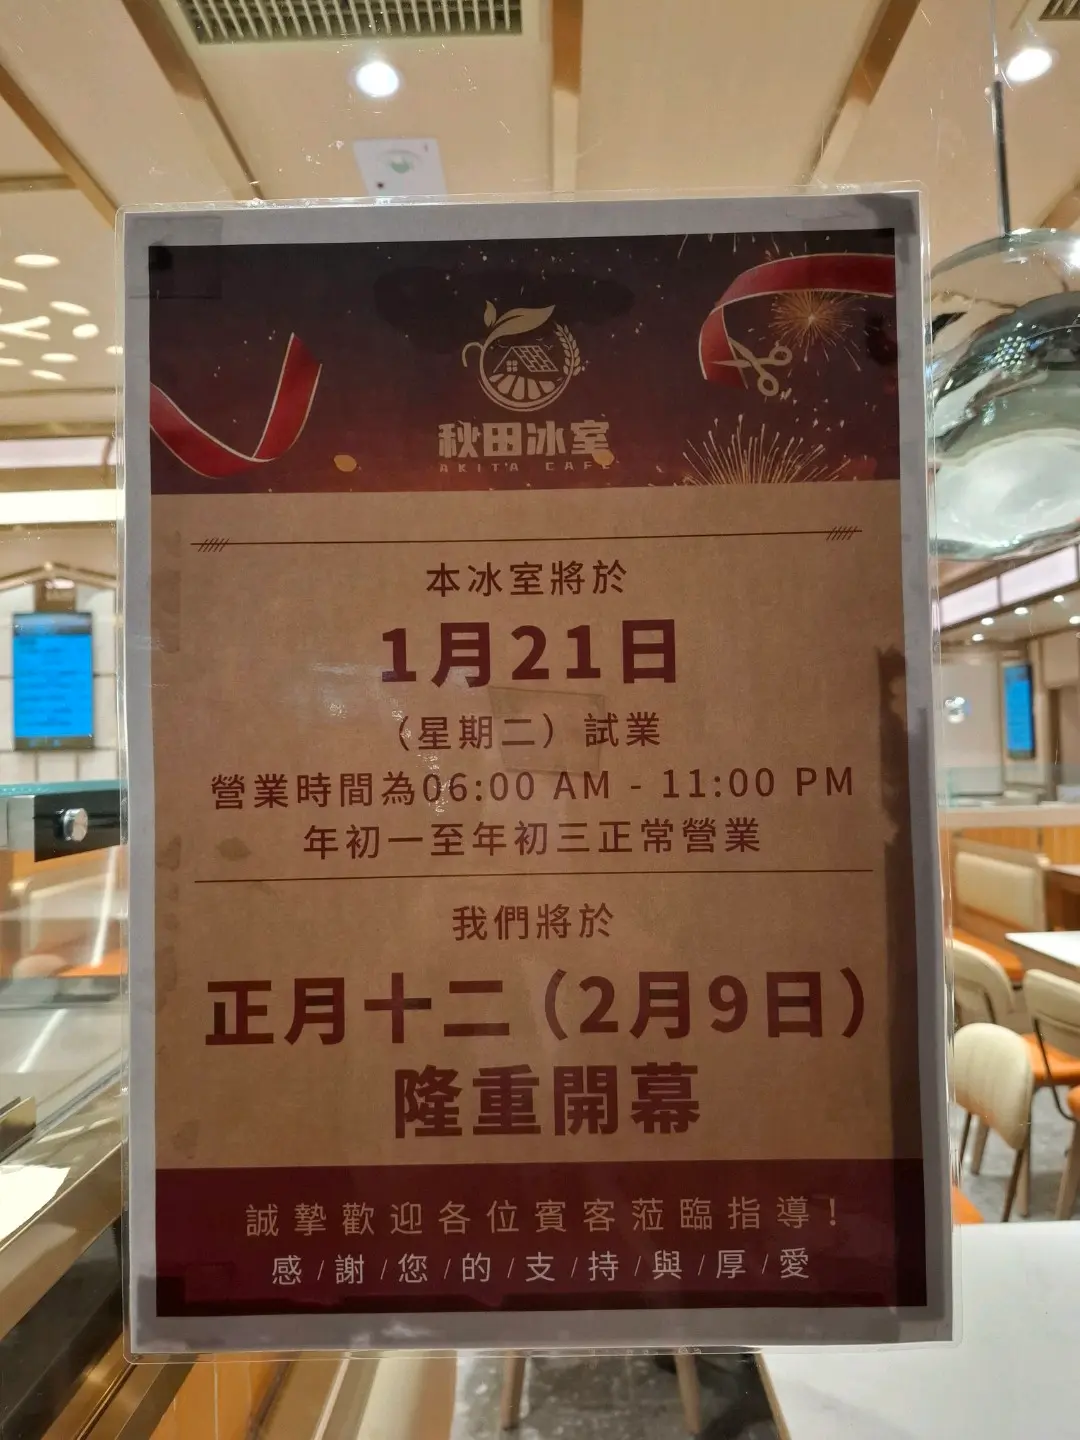 秋田冰室
AKITA CAFE
本冰室將於
1月21日
（星期二）試業
營業時間為06:00 AM - 11:00 PM
年初一至年初三正常營業
我們將於
正月十二（2月9日）
隆重開幕
誠摯歡迎各位賓客蒞臨指導！
感/謝/您/的/支/持/與/厚/愛